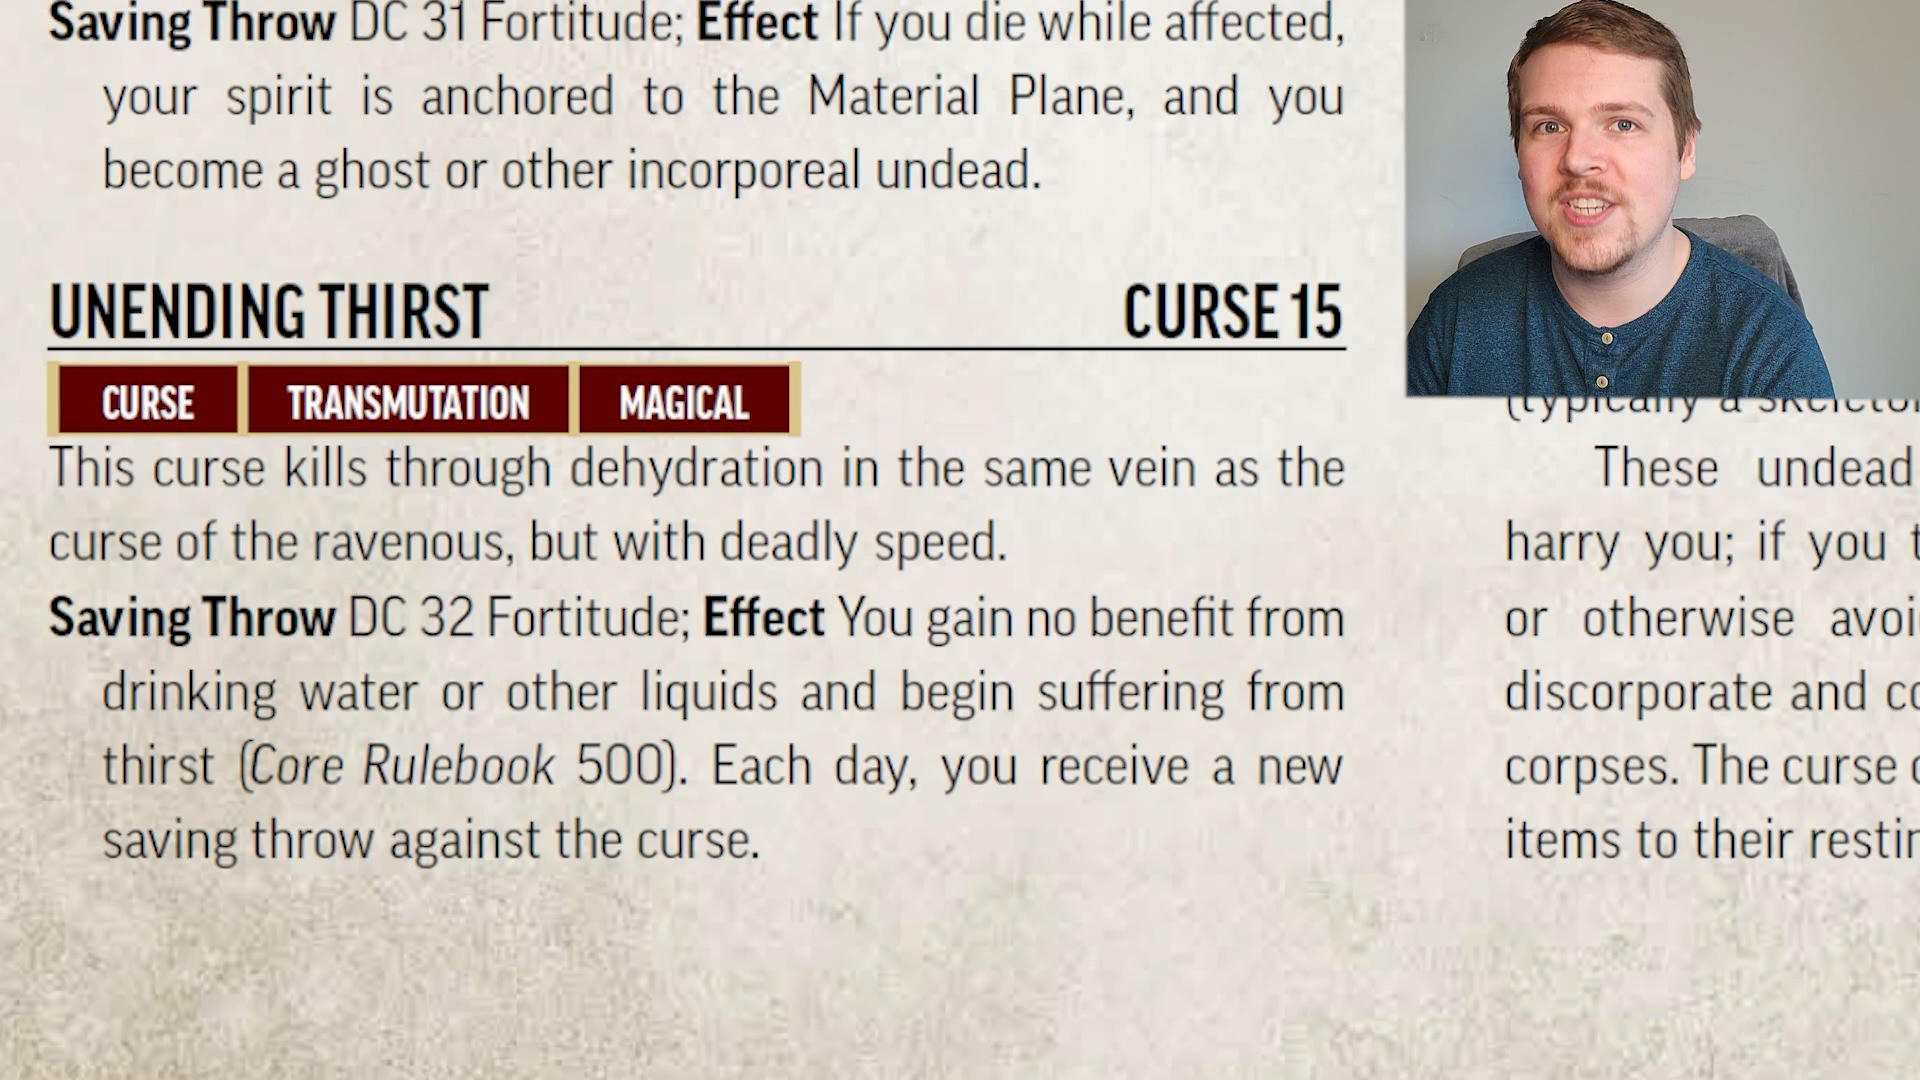 Saving Throw DC 31 Fortitude; Effect If you die while affected,
your spirit is anchored to the Material Plane, and you
become a ghost or other incorporeal undead.
UNENDING THIRST CURSE 15
CURSE TRANSMUTATION MAGICAL
This curse kills through dehydration in the same vein as the
curse of the ravenous, but with deadly speed.
Saving Throw DC 32 Fortitude; Effect You gain no benefit from
drinking water or other liquids and begin suffering from
thirst (Core Rulebook 500). Each day, you receive a new
saving throw against the curse.
(typically a
These undead
harry you; if you
or otherwise
discorporate and
corpses. The curse
items to their